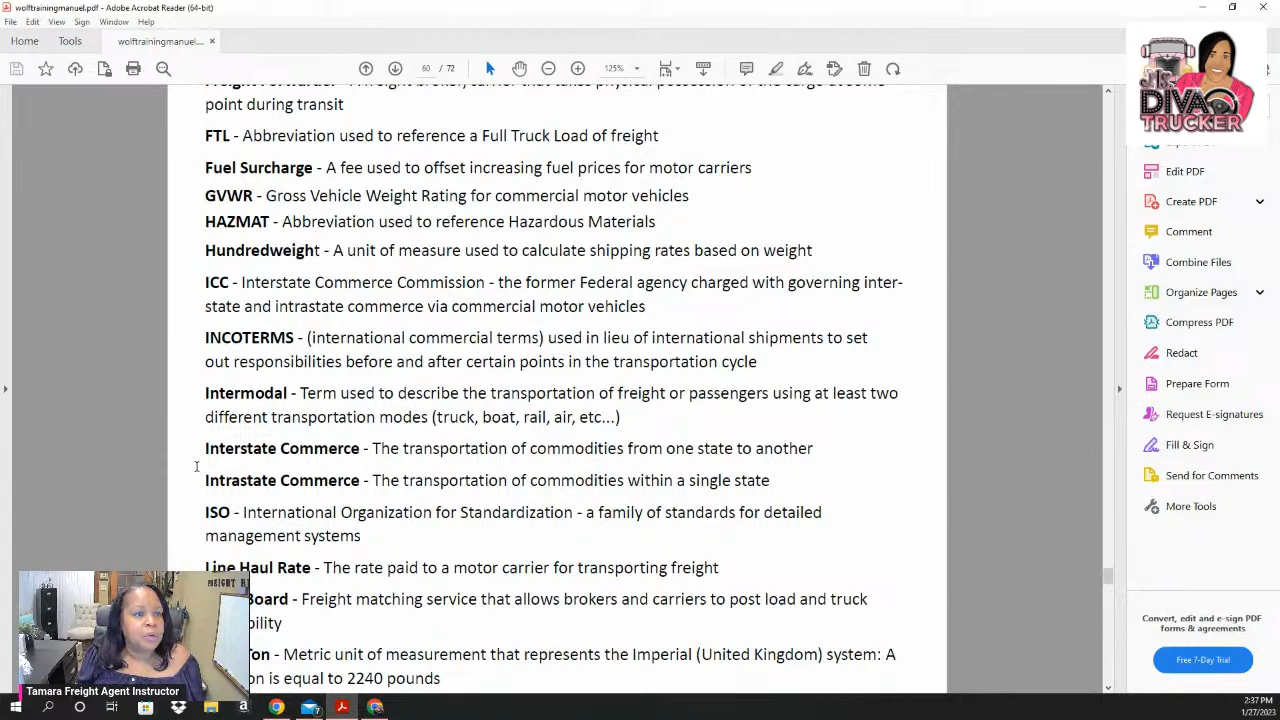 wolftrainingmanuel.pdf - Adobe Acrobat Reader (64-bit)
File Edit View Sign Window Help
Home Tools wolftrainingmanuel....
60 125%
point during transit
FTL - Abbreviation used to reference a Full Truck Load of freight
Fuel Surcharge - A fee used to offset increasing fuel prices for motor carriers
GVWR - Gross Vehicle Weight Rating for commercial motor vehicles
HAZMAT - Abbreviation used to reference Hazardous Materials
Hundredweight - A unit of measure used to calculate shipping rates based on weight
ICC - Interstate Commerce Commission - the former Federal agency charged with governing inter-
state and intrastate commerce via commercial motor vehicles
INCOTERMS - (international commercial terms) used in lieu of international shipments to set
out responsibilities before and after certain points in the transportation cycle
Intermodal - Term used to describe the transportation of freight or passengers using at least two
different transportation modes (truck, boat, rail, air, etc...)
Interstate Commerce - The transportation of commodities from one state to another
Intrastate Commerce - The transportation of commodities within a single state
ISO - International Organization for Standardization - a family of standards for detailed
management systems
Line Haul Rate - The rate paid to a motor carrier for transporting freight
Board - Freight matching service that allows brokers and carriers to post load and truck
Ton - Metric unit of measurement that represents the Imperial (United Kingdom) system: A
is equal to 2240 pounds
Ms.
DIVA
TRUCKER
Edit PDF
Create PDF
Comment
Combine Files
Organize Pages
Compress PDF
Redact
Prepare Form
Request E-signatures
Fill & Sign
Send for Comments
More Tools
Convert, edit and e-sign PDF
forms & agreements
Free 7-Day Trial
Tamara Freight Agent Instructor
2:37 PM
1/27/2023